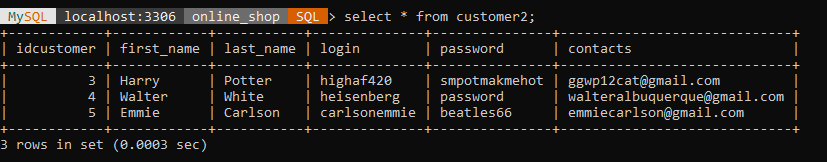 MySQL localhost:3306 online_shop SQL > select * from customer2;
+------------+------------+-----------+--------------+--------------+---------------------------+
| idcustomer | first_name | last_name | login        | password     | contacts                  |
+------------+------------+-----------+--------------+--------------+---------------------------+
|          3 | Harry      | Potter    | highaf420    | smpotmakmehot | ggwp12cat@gmail.com       |
|          4 | Walter     | White     | heisenberg   | password     | walteralbuquerque@gmail.com |
|          5 | Emmie      | Carlson   | carlsonemmie | beatles66    | emmiecarlson@gmail.com    |
+------------+------------+-----------+--------------+--------------+---------------------------+
3 rows in set (0.0003 sec)